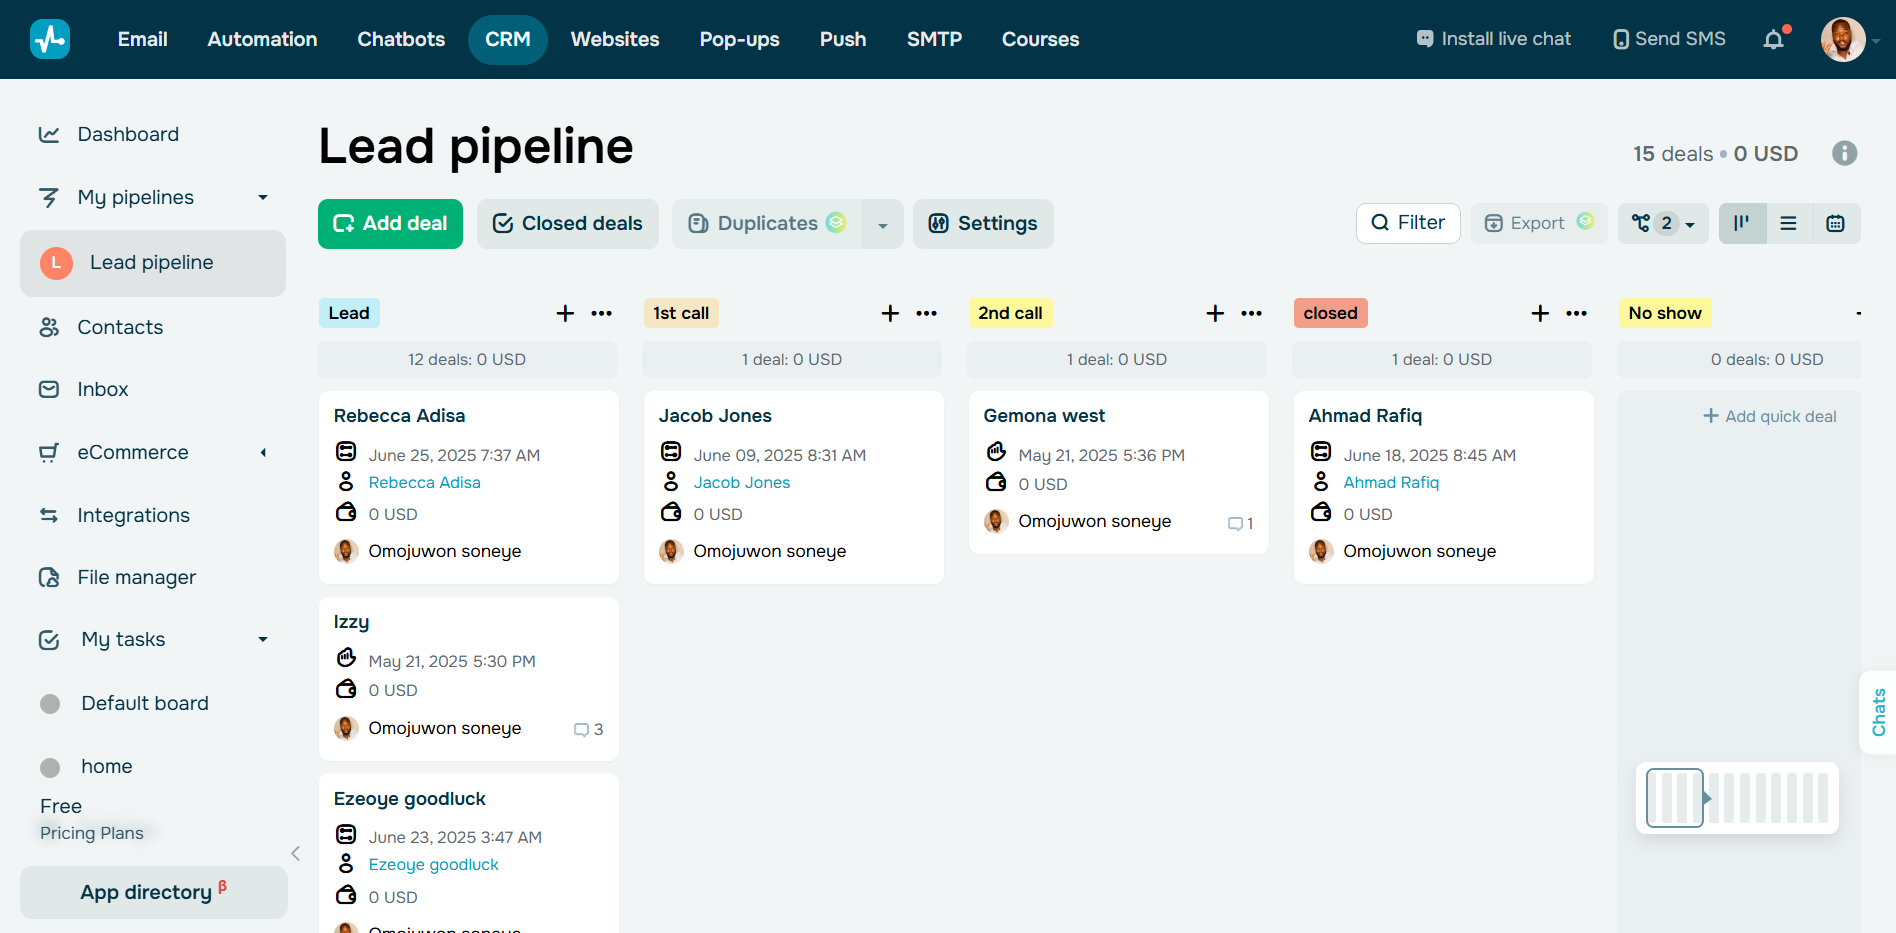 Email Automation Chatbots CRM Websites Pop-ups Push SMTP Courses Install live chat Send SMS
Dashboard
My pipelines
L Lead pipeline
Contacts
Inbox
eCommerce
Integrations
File manager
My tasks
Default board
home
Free
Pricing Plans
App directory β
Lead pipeline
15 deals • 0 USD
Add deal Closed deals Duplicates Settings Filter Export 2
Lead
12 deals: 0 USD
Rebecca Adisa
June 25, 2025 7:37 AM
Rebecca Adisa
0 USD
Omojuwon soneye
Izzy
May 21, 2025 5:30 PM
0 USD
Omojuwon soneye 3
Ezeoye goodluck
June 23, 2025 3:47 AM
Ezeoye goodluck
0 USD
Omojuwon soneye
1st call
1 deal: 0 USD
Jacob Jones
June 09, 2025 8:31 AM
Jacob Jones
0 USD
Omojuwon soneye
2nd call
1 deal: 0 USD
Gemona west
May 21, 2025 5:36 PM
0 USD
Omojuwon soneye 1
closed
1 deal: 0 USD
Ahmad Rafiq
June 18, 2025 8:45 AM
Ahmad Rafiq
0 USD
Omojuwon soneye
No show
0 deals: 0 USD
Add quick deal
Chats